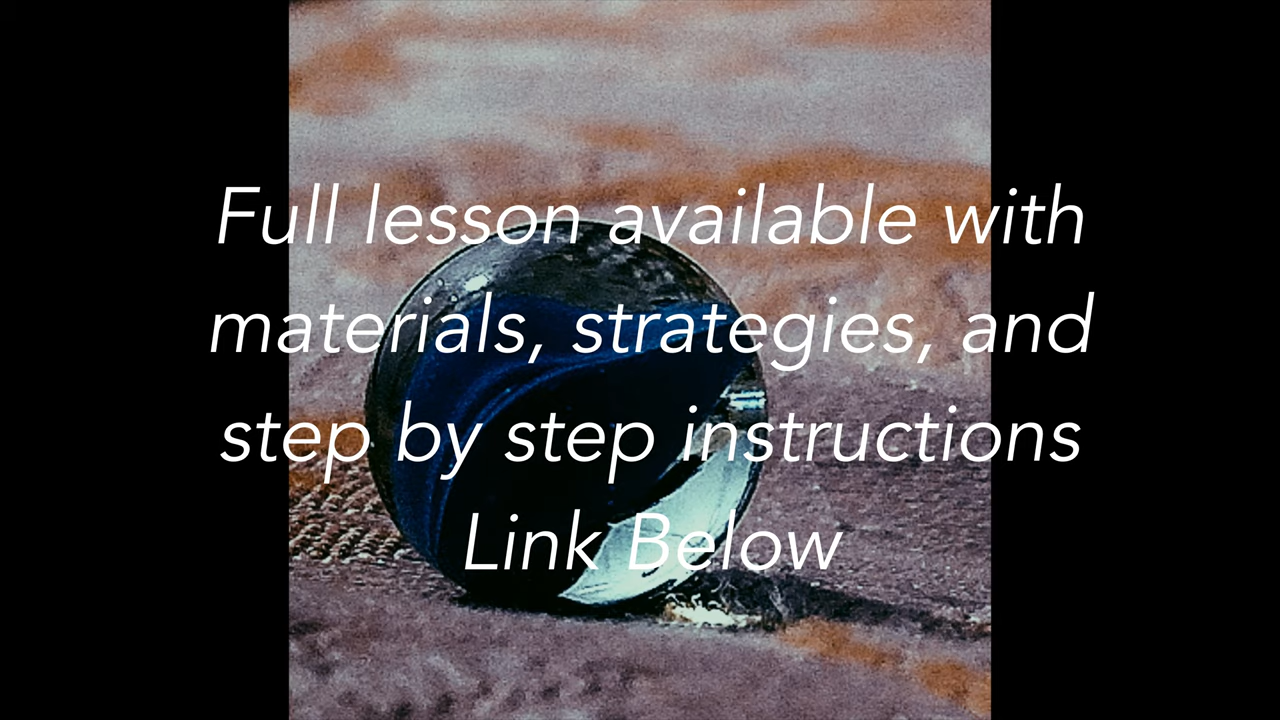 Full lesson available with
materials, strategies, and
step by step instructions
Link Below